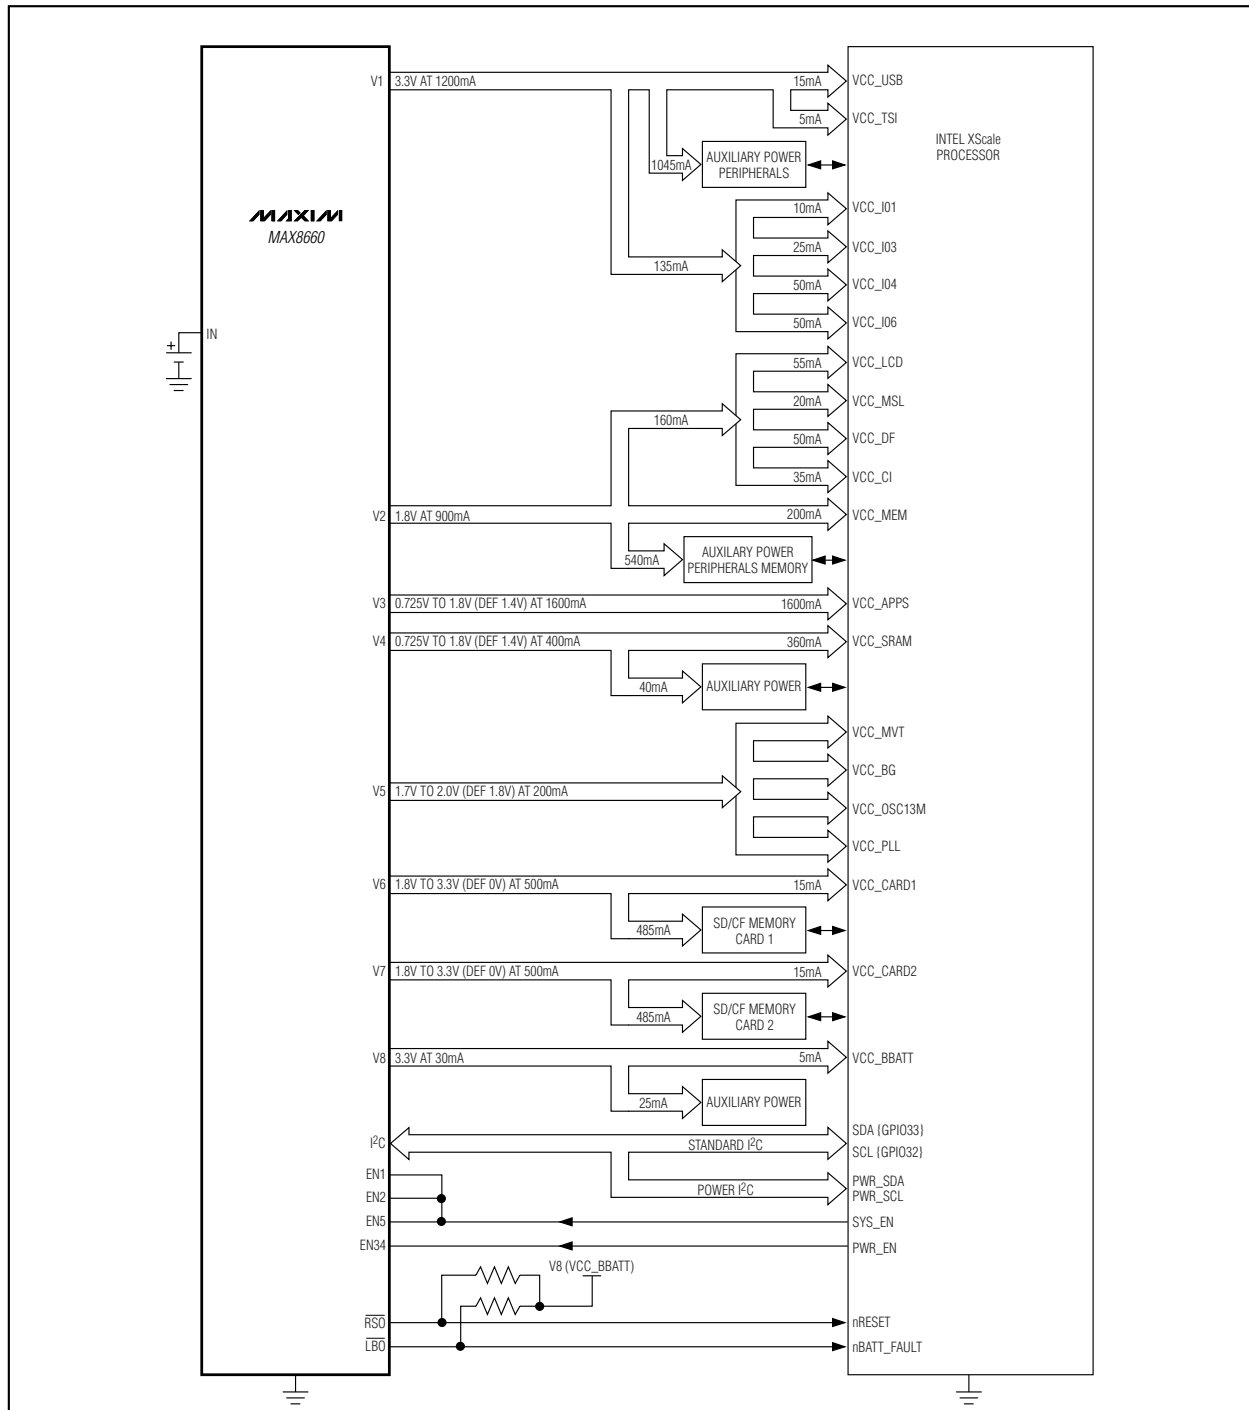 V1 3.3V AT 1200mA 15mA VCC_USB
5mA VCC_TSI
INTEL XScale
PROCESSOR
1045mA AUXILIARY POWER
PERIPHERALS
MAXIM
MAX8660
10mA VCC_I01
25mA VCC_I03
135mA
50mA VCC_I04
50mA VCC_I06
+ IN
55mA VCC_LCD
20mA VCC_MSL
160mA
50mA VCC_DF
35mA VCC_CI
V2 1.8V AT 900mA 200mA VCC_MEM
540mA AUXILARY POWER
PERIPHERALS MEMORY
V3 0.725V TO 1.8V (DEF 1.4V) AT 1600mA 1600mA VCC_APPS
V4 0.725V TO 1.8V (DEF 1.4V) AT 400mA 360mA VCC_SRAM
40mA AUXILIARY POWER
VCC_MVT
VCC_BG
V5 1.7V TO 2.0V (DEF 1.8V) AT 200mA
VCC_OSC13M
VCC_PLL
V6 1.8V TO 3.3V (DEF 0V) AT 500mA 15mA VCC_CARD1
485mA SD/CF MEMORY
CARD 1
V7 1.8V TO 3.3V (DEF 0V) AT 500mA 15mA VCC_CARD2
485mA SD/CF MEMORY
CARD 2
V8 3.3V AT 30mA 5mA VCC_BBATT
25mA AUXILIARY POWER
SDA {GPIO33}
I2C STANDARD I2C
SCL {GPIO32}
EN1
POWER I2C PWR_SDA
PWR_SCL
EN2
EN5 SYS_EN
EN34 PWR_EN
V8 (VCC_BBATT)
RSO nRESET
LBO nBATT_FAULT